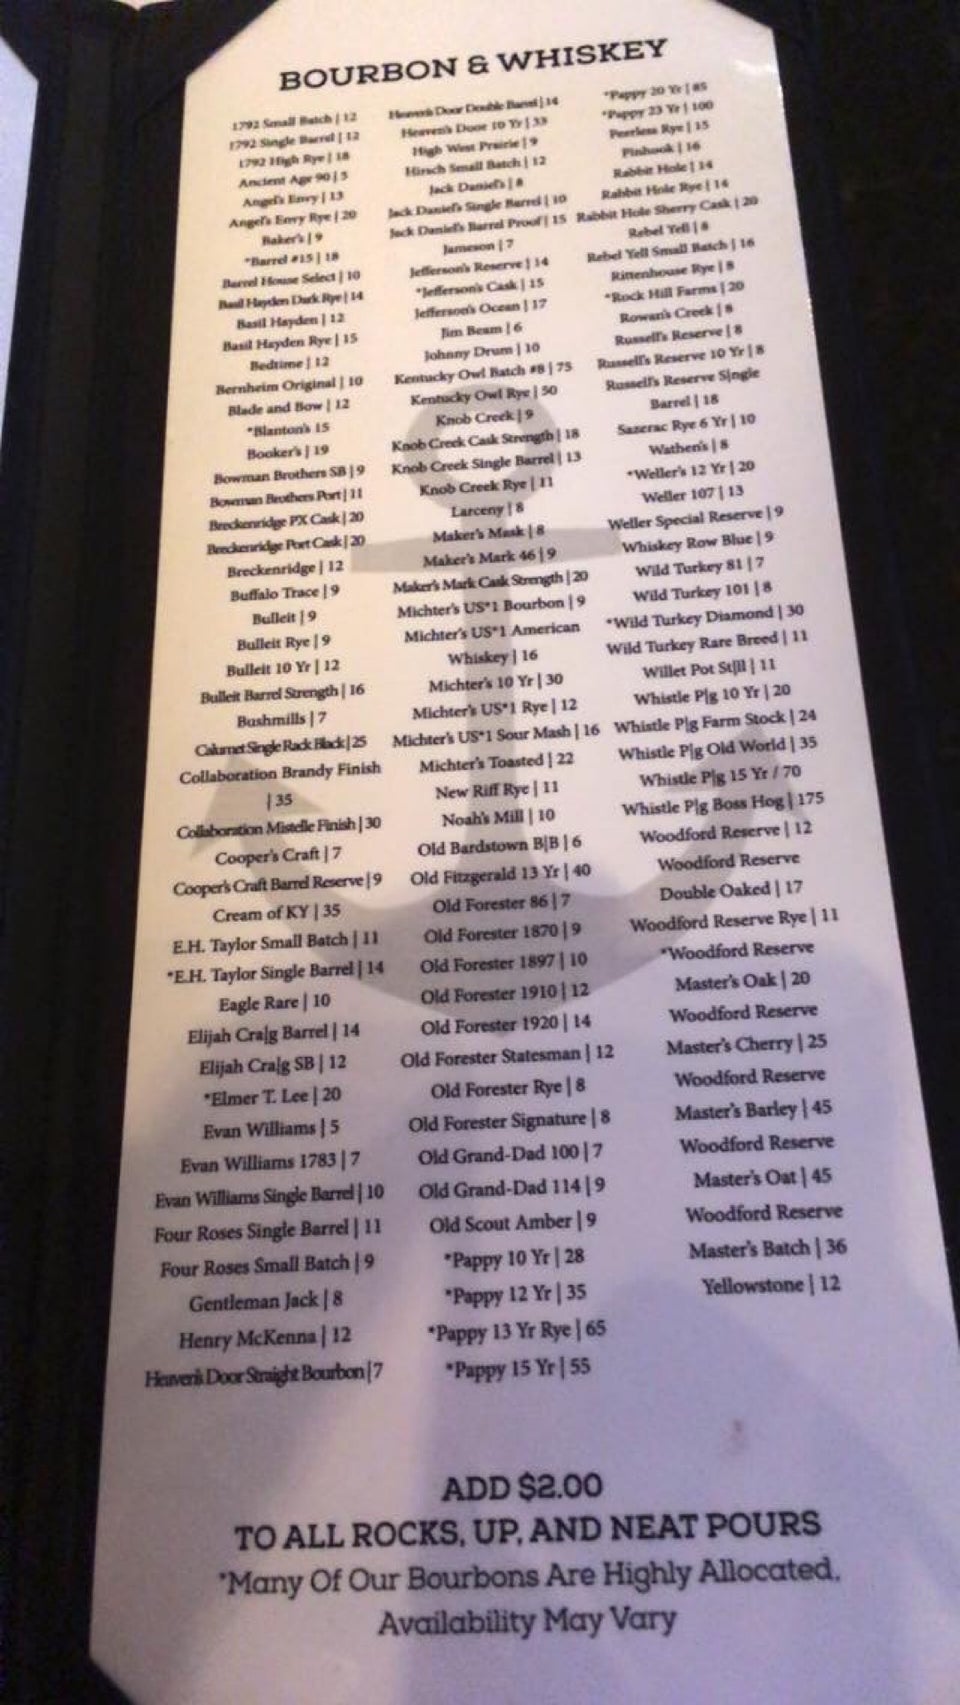 BOURBON & WHISKEY
1792 Small Batch | 12
1792 Single Barrel | 12
1792 High Rye | 18
Ancient Age 90 | 5
Angel's Envy | 13
Angel's Envy Rye | 20
Baker's | 9
*Barrel #15 | 18
Barrel House Select | 10
Basil Hayden Dark Rye | 14
Basil Hayden | 12
Basil Hayden Rye | 15
Bedtime | 12
Bernheim Original | 10
Blade and Bow | 12
*Blanton's 15
Booker's | 19
Bowman Brothers SB | 9
Bowman Brothers Port | 11
Breckenridge PX Cask | 20
Breckenridge Port Cask | 20
Breckenridge | 12
Buffalo Trace | 9
Bulleit | 9
Bulleit Rye | 9
Bulleit 10 Yr | 12
Bulleit Barrel Strength | 16
Bushmills | 7
Calumet Single Rack Black | 25
Collaboration Brandy Finish
| 35
Collaboration Mistelle Finish | 30
Cooper's Craft | 7
Cooper's Craft Barrel Reserve | 9
Cream of KY | 35
E.H. Taylor Small Batch | 11
*E.H. Taylor Single Barrel | 14
Eagle Rare | 10
Elijah Craig Barrel | 14
Elijah Craig SB | 12
*Elmer T. Lee | 20
Evan Williams | 5
Evan Williams 1783 | 7
Evan Williams Single Barrel | 10
Four Roses Single Barrel | 11
Four Roses Small Batch | 9
Gentleman Jack | 8
Henry McKenna | 12
Heaven's Door Straight Bourbon | 7
Heaven's Door Double Barrel | 14
Heaven's Door 10 Yr | 33
High West Prairie | 9
Hirsch Small Batch | 12
Jack Daniel's | 8
Jack Daniel's Single Barrel | 10
Jack Daniel's Barrel Proof | 15
Jameson | 7
Jefferson's Reserve | 14
*Jefferson's Cask | 15
Jefferson's Ocean | 17
Jim Beam | 6
Johnny Drum | 10
Kentucky Owl Batch #8 | 75
Kentucky Owl Rye | 50
Knob Creek | 9
Knob Creek Cask Strength | 18
Knob Creek Single Barrel | 13
Knob Creek Rye | 11
Larceny | 8
Maker's Mask | 8
Maker's Mark 46 | 9
Maker's Mark Cask Strength | 20
Michter's US*1 Bourbon | 9
Michter's US*1 American
Whiskey | 16
Michter's 10 Yr | 30
Michter's US*1 Rye | 12
Michter's US*1 Sour Mash | 16
Michter's Toasted | 22
New Riff Rye | 11
Noah's Mill | 10
Old Bardstown B|B | 6
Old Fitzgerald 13 Yr | 40
Old Forester 86 | 7
Old Forester 1870 | 9
Old Forester 1897 | 10
Old Forester 1910 | 12
Old Forester 1920 | 14
Old Forester Statesman | 12
Old Forester Rye | 8
Old Forester Signature | 8
Old Grand-Dad 100 | 7
Old Grand-Dad 114 | 9
Old Scout Amber | 9
*Pappy 10 Yr | 28
*Pappy 12 Yr | 35
*Pappy 13 Yr Rye | 65
*Pappy 15 Yr | 55
*Pappy 20 Yr | 85
*Pappy 23 Yr | 100
Peerless Rye | 15
Pinhook | 16
Rabbit Hole | 14
Rabbit Hole Rye | 14
Rabbit Hole Sherry Cask | 20
Rebel Yell | 8
Rebel Yell Small Batch | 16
Rittenhouse Rye | 8
*Rock Hill Farms | 20
Rowan's Creek | 8
Russell's Reserve | 8
Russell's Reserve 10 Yr | 8
Russell's Reserve Single
Barrel | 18
Sazerac Rye 6 Yr | 10
Wathen's | 8
*Weller's 12 Yr | 20
Weller 107 | 13
Weller Special Reserve | 9
Whiskey Row Blue | 9
Wild Turkey 81 | 7
Wild Turkey 101 | 8
*Wild Turkey Diamond | 30
Wild Turkey Rare Breed | 11
Willet Pot Still | 11
Whistle Pig 10 Yr | 20
Whistle Pig Farm Stock | 24
Whistle Pig Old World | 35
Whistle Pig 15 Yr / 70
Whistle Pig Boss Hog | 175
Woodford Reserve | 12
Woodford Reserve
Double Oaked | 17
Woodford Reserve Rye | 11
*Woodford Reserve
Master's Oak | 20
Woodford Reserve
Master's Cherry | 25
Woodford Reserve
Master's Barley | 45
Woodford Reserve
Master's Oat | 45
Woodford Reserve
Master's Batch | 36
Yellowstone | 12
ADD $2.00
TO ALL ROCKS, UP, AND NEAT POURS
*Many Of Our Bourbons Are Highly Allocated.
Availability May Vary